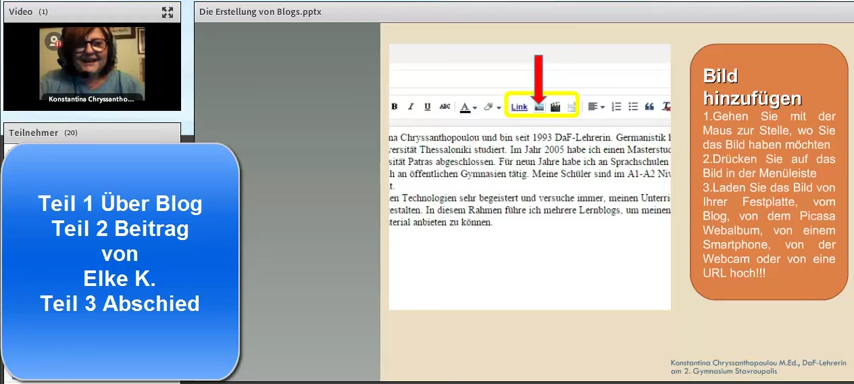 Video (1)
Die Erstellung von Blogs.pptx
Konstantina Chryssantho...
Teilnehmer (20)
Teil 1 Über Blog
Teil 2 Beitrag
von
Elke K.
Teil 3 Abschied
B I U ABC A Link
na Chryssanthopoulou und bin seit 1993 DaF-Lehrerin. Germanistik
versität Thessaloniki studiert. Im Jahr 2005 habe ich einen Masterstu
sität Patras abgeschlossen. Für neun Jahre habe ich an Sprachschulen
h an öffentlichen Gymnasien tätig. Meine Schüler sind im A1-A2 Niv
t.
en Technologien sehr begeistert und versuche immer, meinen Unterri
estalten. In diesem Rahmen führe ich mehrere Lernblogs, um meinen
terial anbieten zu können.
Bild
hinzufügen
1.Gehen Sie mit der
Maus zur Stelle, wo Sie
das Bild haben möchten
2.Drücken Sie auf das
Bild in der Menüleiste
3.Laden Sie das Bild von
Ihrer Festplatte, vom
Blog, von dem Picasa
Webalbum, von einem
Smartphone, von der
Webcam oder von eine
URL hoch!!!
Konstantina Chryssanthopoulou M.Ed., DaF-Lehrerin
am 2. Gymnasium Stavroupolis